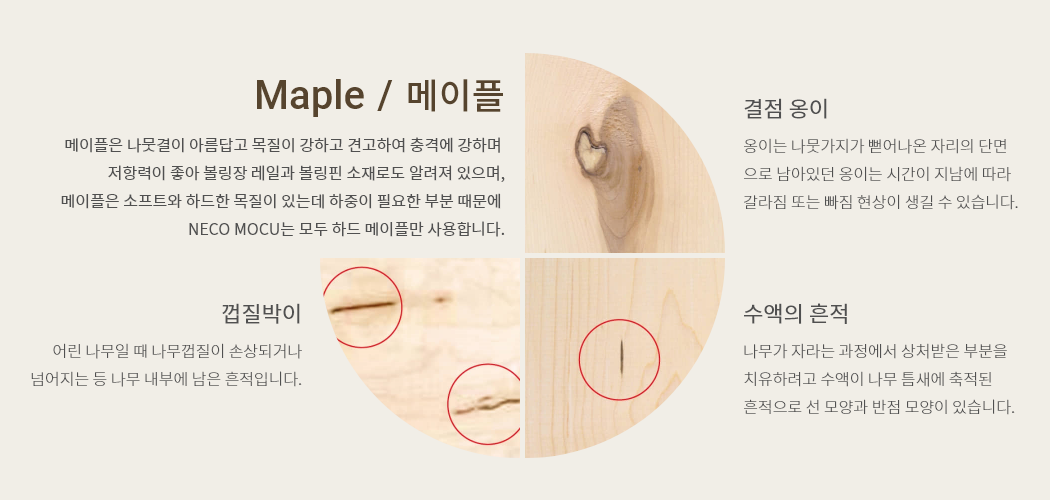 Maple / 메이플
메이플은 나뭇결이 아름답고 목질이 강하고 견고하여 충격에 강하며
저항력이 좋아 볼링장 레일과 볼링핀 소재로도 알려져 있으며,
메이플은 소프트와 하드한 목질이 있는데 하중이 필요한 부분 때문에
NECO MOCU는 모두 하드 메이플만 사용합니다.
결점 옹이
옹이는 나뭇가지가 뻗어나온 자리의 단면
으로 남아있던 옹이는 시간이 지남에 따라
갈라짐 또는 빠짐 현상이 생길 수 있습니다.
껍질박이
어린 나무일 때 나무껍질이 손상되거나
넘어지는 등 나무 내부에 남은 흔적입니다.
수액의 흔적
나무가 자라는 과정에서 상처받은 부분을
치유하려고 수액이 나무 틈새에 축적된
흔적으로 선 모양과 반점 모양이 있습니다.